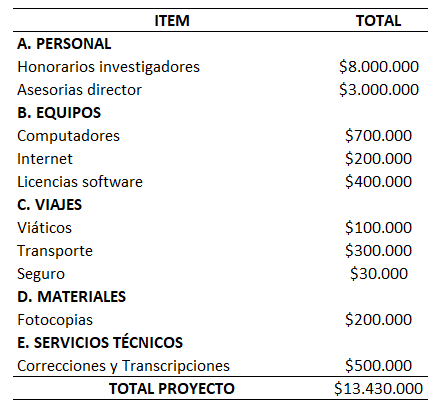 ITEM TOTAL
A. PERSONAL
Honorarios investigadores $8.000.000
Asesorias director $3.000.000
B. EQUIPOS
Computadores $700.000
Internet $200.000
Licencias software $400.000
C. VIAJES
Viáticos $100.000
Transporte $300.000
Seguro $30.000
D. MATERIALES
Fotocopias $200.000
E. SERVICIOS TÉCNICOS
Correcciones y Transcripciones $500.000
TOTAL PROYECTO $13.430.000